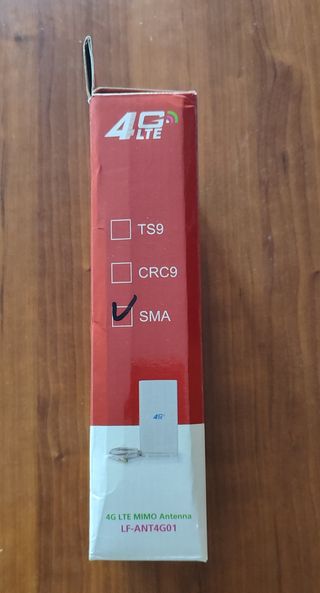 4G LTE
TS9
CRC9
SMA
4G
4G LTE MIMO Antenna
LF-ANT4G01